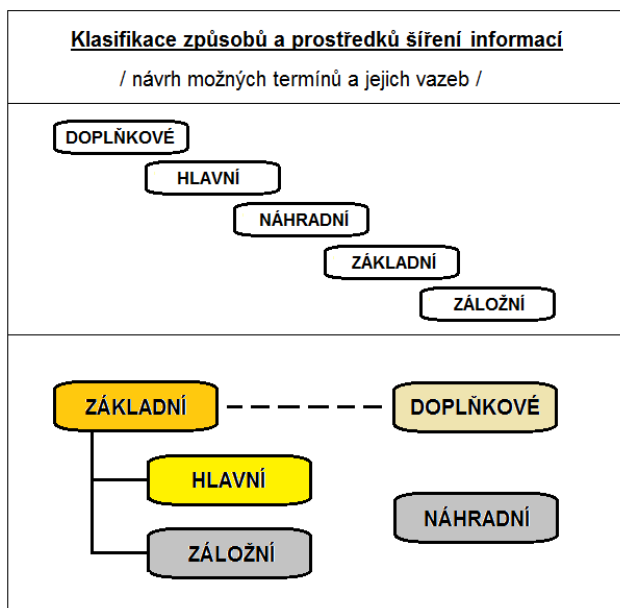 Klasifikace způsobů a prostředků šíření informací
/ návrh možných termínů a jejich vazeb /
DOPLŇKOVÉ
HLAVNÍ
NÁHRADNÍ
ZÁKLADNÍ
ZÁLOŽNÍ
ZÁKLADNÍ
DOPLŇKOVÉ
HLAVNÍ
NÁHRADNÍ
ZÁLOŽNÍ